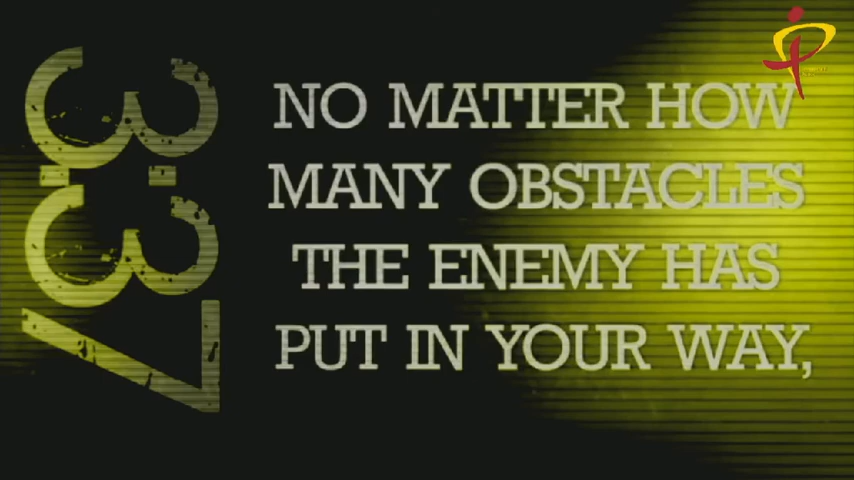 3:37
NO MATTER HOW
MANY OBSTACLES
THE ENEMY HAS
PUT IN YOUR WAY,